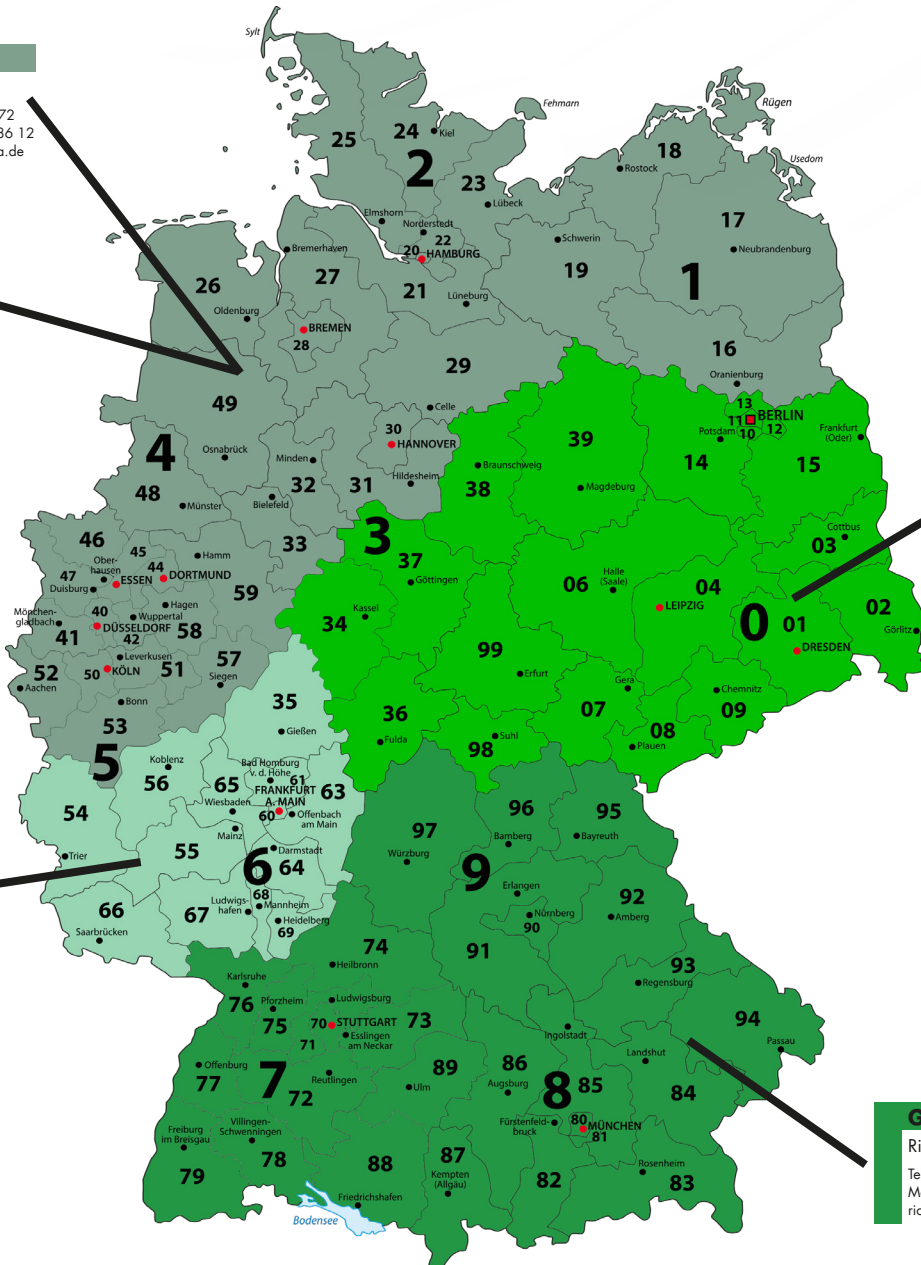 Sylt
72
36 12
a.de
Fehmarn
Rügen
Usedom
24
Kiel
25
2
23
18
Rostock
Lübeck
Elmshorn
Norderstedt
22
20
HAMBURG
17
Neubrandenburg
Schwerin
19
1
Bremerhaven
26
27
21
Lüneburg
Oldenburg
BREMEN
28
29
16
Oranienburg
49
Celle
13
11
BERLIN
10
12
Potsdam
Frankfurt
(Oder)
30
HANNOVER
4
Osnabrück
Minden
39
14
15
Braunschweig
38
Hildesheim
31
32
Bielefeld
48
Münster
Magdeburg
33
3
37
Göttingen
Cottbus
03
46
45
Hamm
Ober-
hausen
44
47
Duisburg
ESSEN
DORTMUND
59
06
Halle
(Saale)
04
LEIPZIG
Mönchen-
gladbach
40
Hagen
Wuppertal
DÜSSELDORF
41
42
58
34
Kassel
0
01
02
Görlitz
DRESDEN
99
Erfurt
52
Aachen
Leverkusen
50
KÖLN
51
57
Siegen
Bonn
53
5
35
Gießen
36
Fulda
Gera
07
Chemnitz
09
08
Plauen
Suhl
98
Koblenz
56
54
Trier
65
Bad Homburg
v. d. Höhe
61
FRANKFURT
A. MAIN
63
Wiesbaden
60
Offenbach
am Main
Mainz
55
Darmstadt
6
64
68
Mannheim
Ludwigs-
hafen
67
Heidelberg
69
66
Saarbrücken
97
Würzburg
96
Bamberg
95
Bayreuth
9
Erlangen
Nürnberg
90
92
Amberg
91
93
Regensburg
94
Passau
74
Heilbronn
Karlsruhe
76
Pforzheim
75
Ludwigsburg
70
STUTTGART
71
Esslingen
am Neckar
73
Ingolstadt
Landshut
84
Offenburg
77
7
72
Reutlingen
Ulm
89
86
Augsburg
8
85
80
MÜNCHEN
81
Fürstenfeld-
bruck
Freiburg
im Breisgau
79
Villingen-
Schwenningen
78
88
Friedrichshafen
Bodensee
87
Kempten
(Allgäu)
82
Rosenheim
83
G
Ri
Te
M
ric